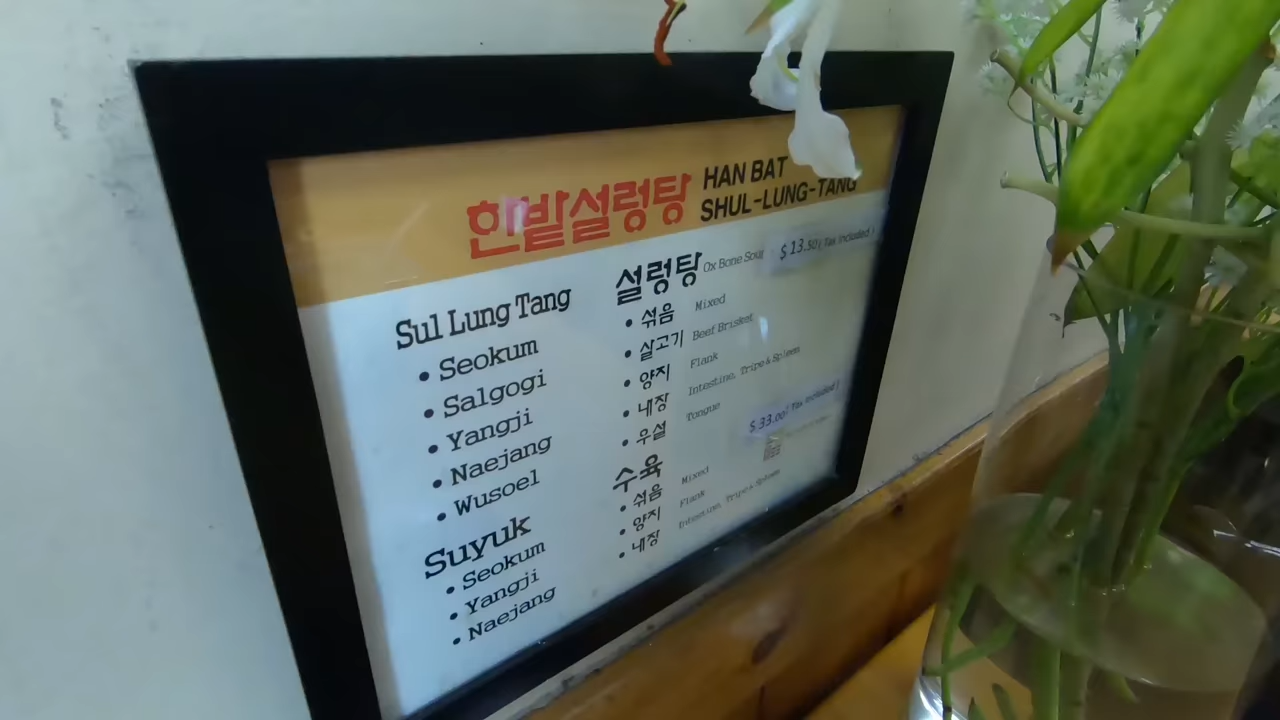 한밭설렁탕 HAN BAT
SHUL-LUNG-TANG
Sul Lung Tang 설렁탕 Ox Bone Soup $13.50 (Tax Included)
• Seokum • 섞음 Mixed
• Salgogi • 살고기 Beef Brisket
• Yangji • 양지 Flank
• Naejang • 내장 Intestine, Tripe & Spleen
• Wusoel • 우설 Tongue
Suyuk 수육 $33.00 (Tax Included)
• Seokum • 섞음 Mixed
• Yangji • 양지 Flank
• Naejang • 내장 Intestine, Tripe & Spleen